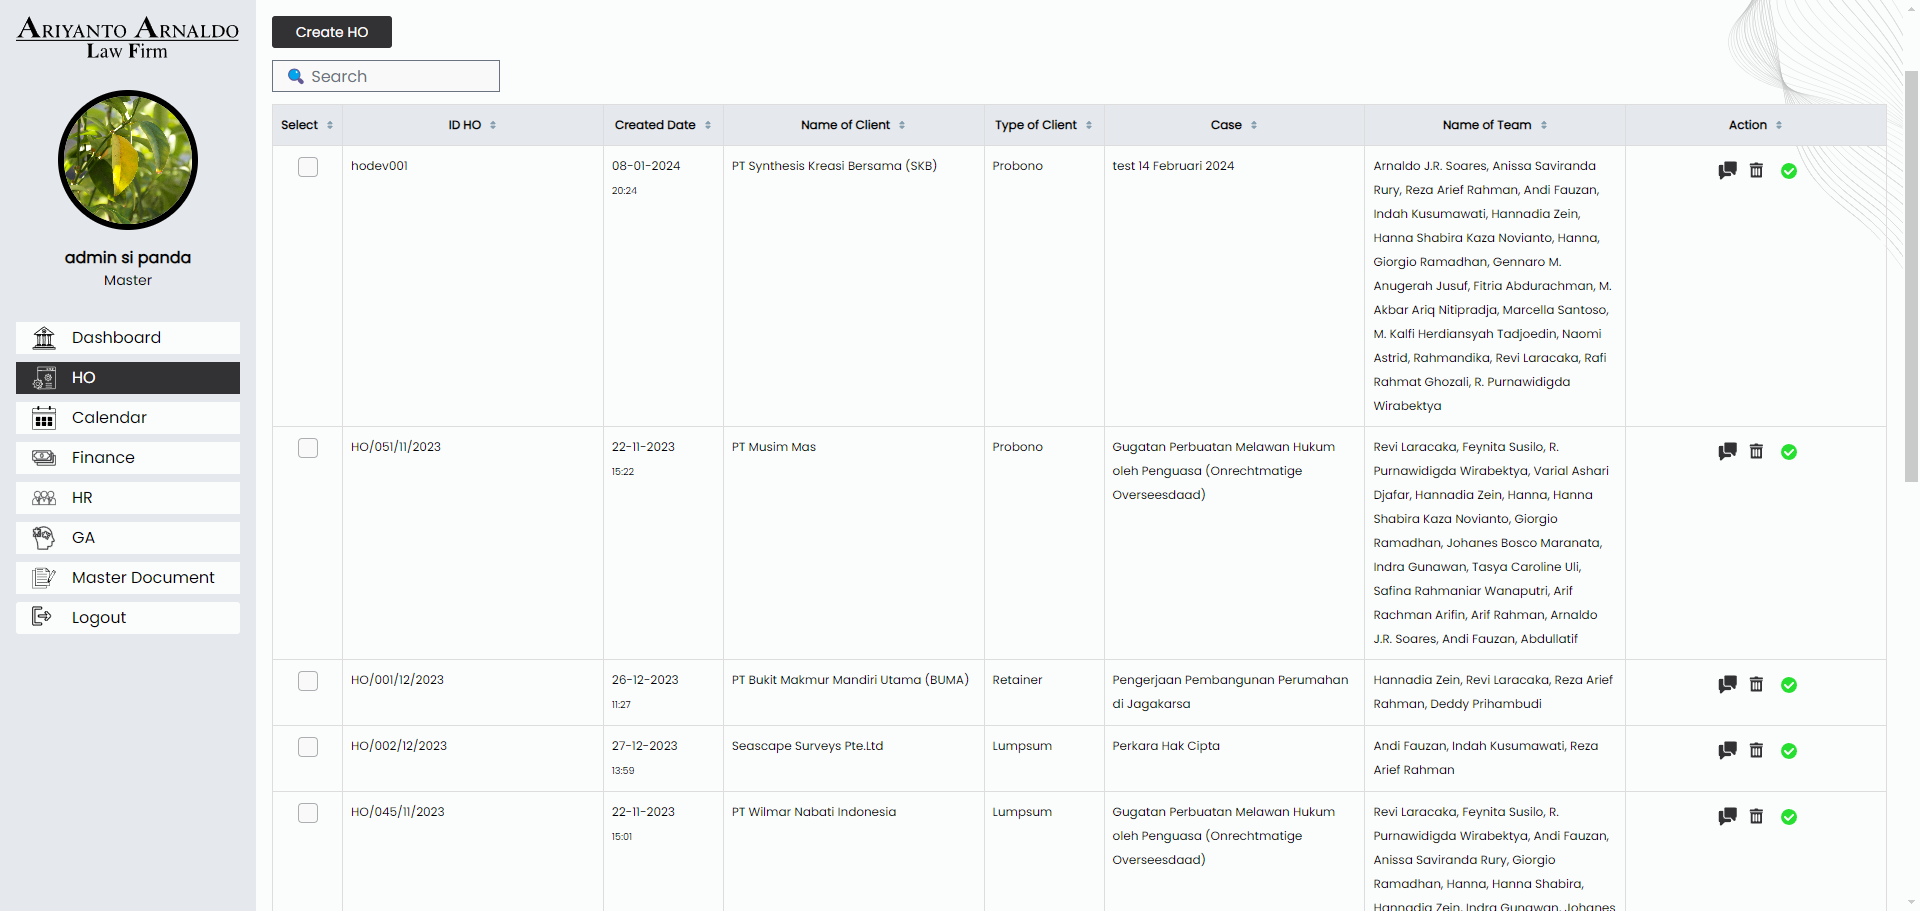 ARIYANTO ARNALDO
Law Firm
admin si panda
Master
Dashboard
HO
Calendar
Finance
HR
GA
Master Document
Logout
Create HO
Search
Select ID HO Created Date Name of Client Type of Client Case Name of Team Action
hodev001
08-01-2024
20:24
PT Synthesis Kreasi Bersama (SKB)
Probono
test 14 Februari 2024
Arnaldo J.R. Soares, Anissa Saviranda
Rury, Reza Arief Rahman, Andi Fauzan,
Indah Kusumawati, Hannadia Zein,
Hanna Shabira Kaza Novianto, Hanna,
Giorgio Ramadhan, Gennaro M.
Anugerah Jusuf, Fitria Abdurachman, M.
Akbar Ariq Nitipradja, Marcella Santoso,
M. Kalfi Herdiansyah Tadjoedin, Naomi
Astrid, Rahmandika, Revi Laracaka, Rafi
Rahmat Ghozali, R. Purnawidigda
Wirabektya
HO/051/11/2023
22-11-2023
15:22
PT Musim Mas
Probono
Gugatan Perbuatan Melawan Hukum
oleh Penguasa (Onrechtmatige
Overseesdaad)
Revi Laracaka, Feynita Susilo, R.
Purnawidigda Wirabektya, Varial Ashari
Djafar, Hannadia Zein, Hanna, Hanna
Shabira Kaza Novianto, Giorgio
Ramadhan, Johanes Bosco Maranata,
Indra Gunawan, Tasya Caroline Uli,
Safina Rahmaniar Wanaputri, Arif
Rachman Arifin, Arif Rahman, Arnaldo
J.R. Soares, Andi Fauzan, Abdullatif
HO/001/12/2023
26-12-2023
11:27
PT Bukit Makmur Mandiri Utama (BUMA)
Retainer
Pengerjaan Pembangunan Perumahan
di Jagakarsa
Hannadia Zein, Revi Laracaka, Reza Arief
Rahman, Deddy Prihambudi
HO/002/12/2023
27-12-2023
13:59
Seascape Surveys Pte.Ltd
Lumpsum
Perkara Hak Cipta
Andi Fauzan, Indah Kusumawati, Reza
Arief Rahman
HO/045/11/2023
22-11-2023
15:01
PT Wilmar Nabati Indonesia
Lumpsum
Gugatan Perbuatan Melawan Hukum
oleh Penguasa (Onrechtmatige
Overseesdaad)
Revi Laracaka, Feynita Susilo, R.
Purnawidigda Wirabektya, Andi Fauzan,
Anissa Saviranda Rury, Giorgio
Ramadhan, Hanna, Hanna Shabira,
Hannadia Zein, Indra Gunawan, Johanes